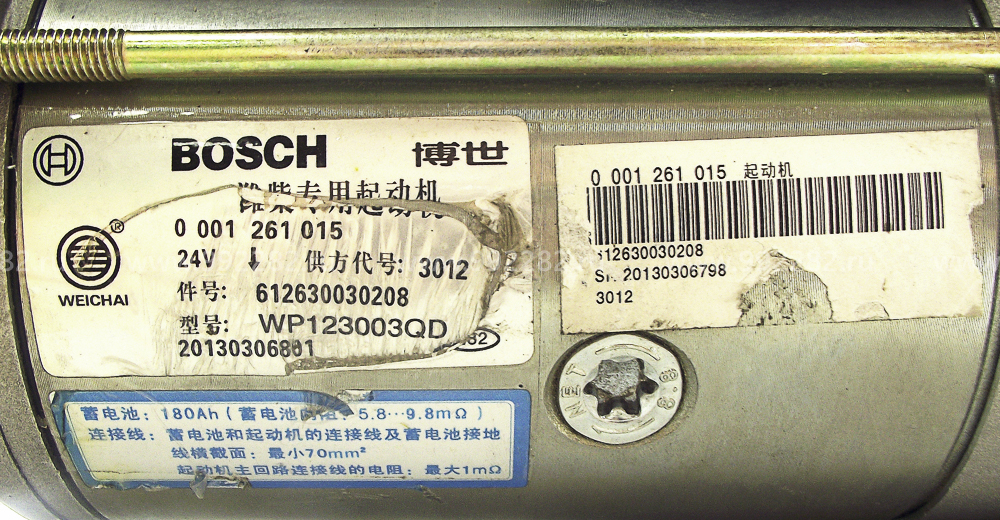 BOSCH 博世
潍柴专用起动机
0 001 261 015
®
WEICHAI
24V 供方代号: 3012
件号: 612630030208
型号: WP123003QD
20130306801
0 001 261 015 起动机
612630030208
20130306798
3012
蓄电池: 180Ah (蓄电池内阻: 5.8…9.8mΩ)
连接线: 蓄电池和起动机的连接线及蓄电池接地
线横截面: 最小70mm²
起动机主回路连接线的电阻: 最大1mΩ
NET 8.8